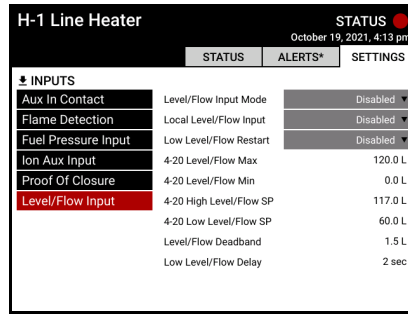 H-1 Line Heater
STATUS
October 19, 2021, 4:13 pm
STATUS
ALERTS*
SETTINGS
INPUTS
Aux In Contact
Flame Detection
Fuel Pressure Input
Ion Aux Input
Proof Of Closure
Level/Flow Input
Level/Flow Input Mode Disabled
Local Level/Flow Input Disabled
Low Level/Flow Restart Disabled
4-20 Level/Flow Max 120.0 L
4-20 Level/Flow Min 0.0 L
4-20 High Level/Flow SP 117.0 L
4-20 Low Level/Flow SP 60.0 L
Level/Flow Deadband 1.5 L
Low Level/Flow Delay 2 sec